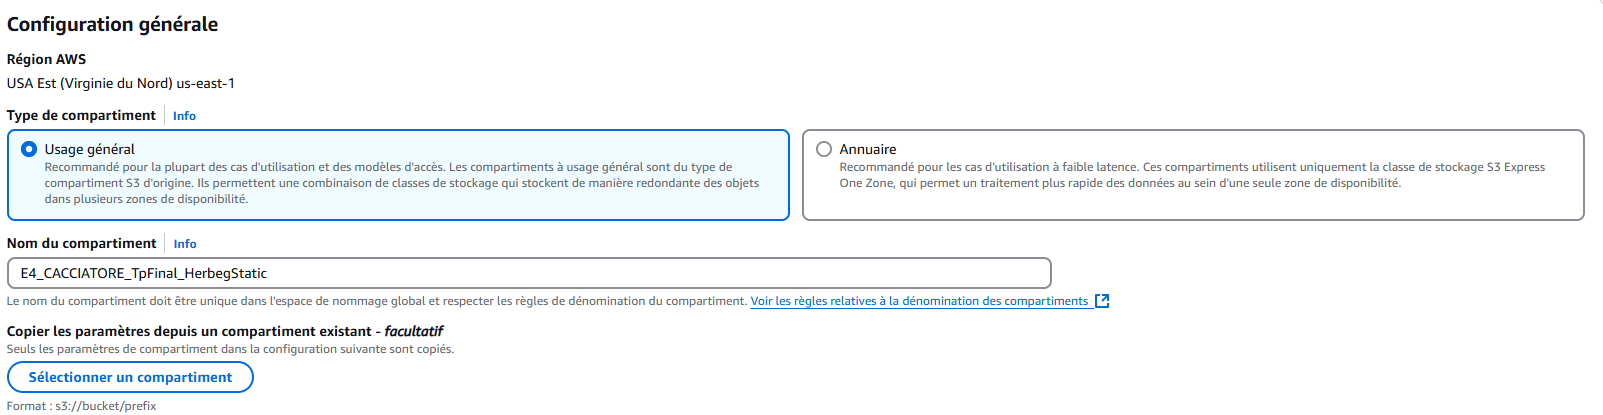 Configuration générale
Région AWS
USA Est (Virginie du Nord) us-east-1
Type de compartiment Info
Usage général
Recommandé pour la plupart des cas d'utilisation et des modèles d'accès. Les compartiments à usage général sont du type de
compartiment S3 d'origine. Ils permettent une combinaison de classes de stockage qui stockent de manière redondante des objets
dans plusieurs zones de disponibilité.
Annuaire
Recommandé pour les cas d'utilisation à faible latence. Ces compartiments utilisent uniquement la classe de stockage S3 Express
One Zone, qui permet un traitement plus rapide des données au sein d'une seule zone de disponibilité.
Nom du compartiment Info
E4_CACCIATORE_TpFinal_HerbegStatic
Le nom du compartiment doit être unique dans l'espace de nommage global et respecter les règles de dénomination du compartiment. Voir les règles relatives à la dénomination des compartiments
Copier les paramètres depuis un compartiment existant - facultatif
Seuls les paramètres de compartiment dans la configuration suivante sont copiés.
Sélectionner un compartiment
Format : s3://bucket/prefix